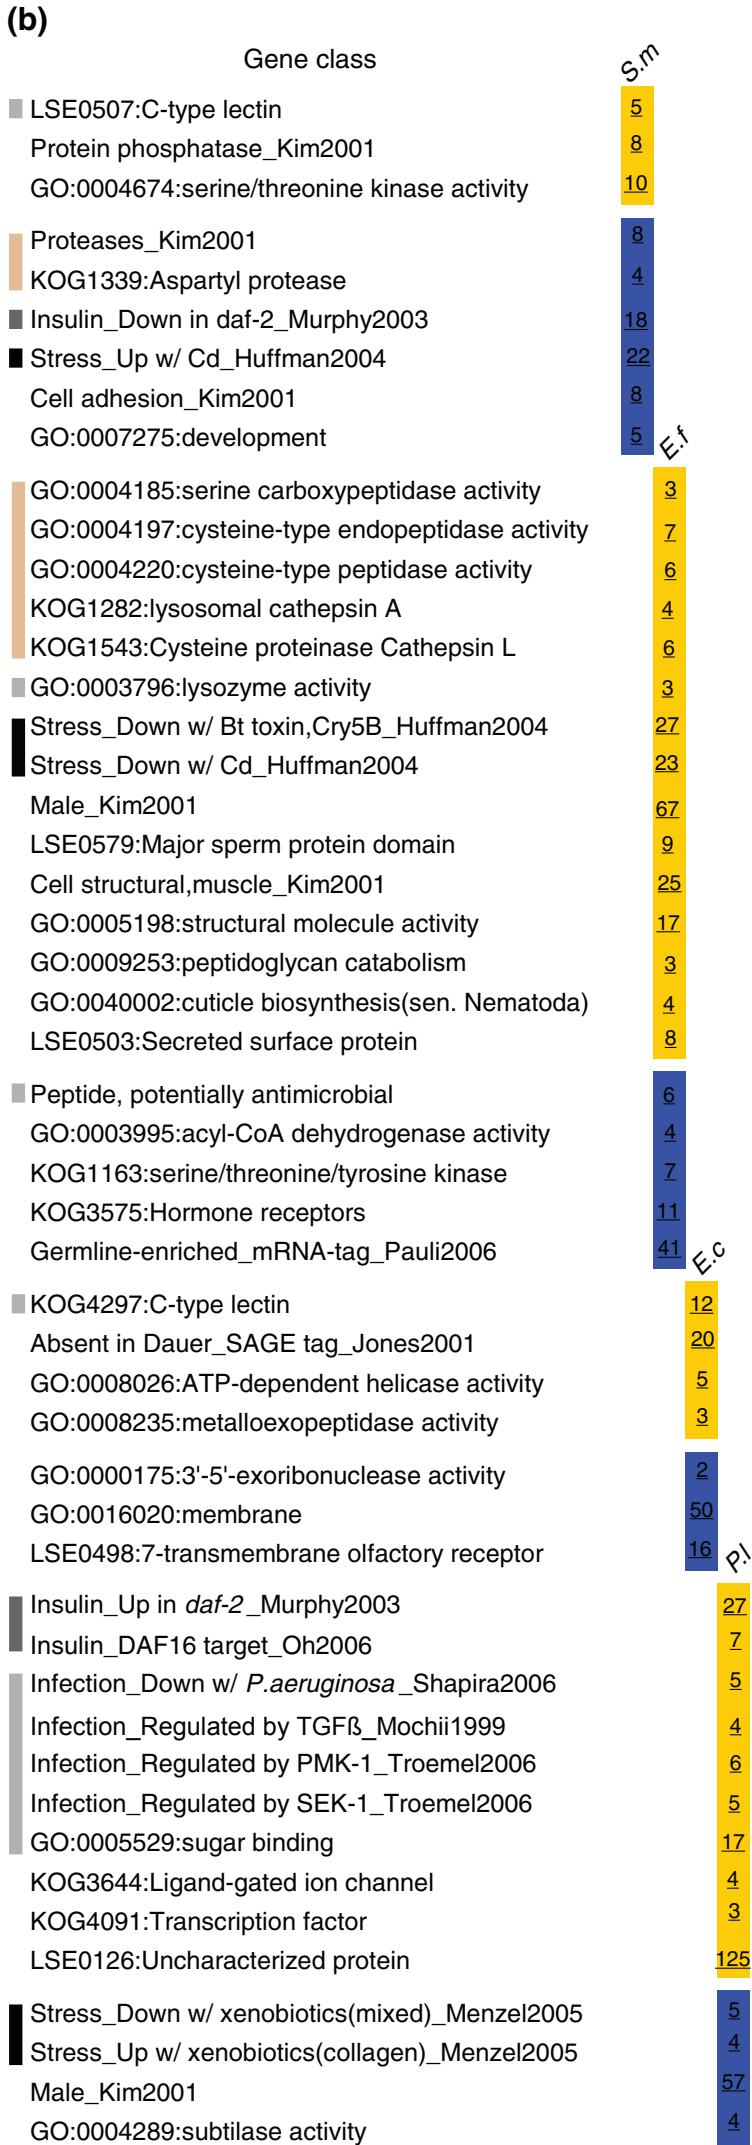 (b)
Gene class S.m
LSE0507:C-type lectin 5
Protein phosphatase_Kim2001 8
GO:0004674:serine/threonine kinase activity 10
Proteases_Kim2001 8
KOG1339:Aspartyl protease 4
Insulin_Down in daf-2_Murphy2003 18
Stress_Up w/ Cd_Huffman2004 22
Cell adhesion_Kim2001 8
GO:0007275:development 5
E.f
GO:0004185:serine carboxypeptidase activity 3
GO:0004197:cysteine-type endopeptidase activity 7
GO:0004220:cysteine-type peptidase activity 6
KOG1282:lysosomal cathepsin A 4
KOG1543:Cysteine proteinase Cathepsin L 6
GO:0003796:lysozyme activity 3
Stress_Down w/ Bt toxin,Cry5B_Huffman2004 27
Stress_Down w/ Cd_Huffman2004 23
Male_Kim2001 67
LSE0579:Major sperm protein domain 9
Cell structural,muscle_Kim2001 25
GO:0005198:structural molecule activity 17
GO:0009253:peptidoglycan catabolism 3
GO:0040002:cuticle biosynthesis(sen. Nematoda) 4
LSE0503:Secreted surface protein 8
Peptide, potentially antimicrobial 6
GO:0003995:acyl-CoA dehydrogenase activity 4
KOG1163:serine/threonine/tyrosine kinase 7
KOG3575:Hormone receptors 11
Germline-enriched_mRNA-tag_Pauli2006 41
E.c
KOG4297:C-type lectin 12
Absent in Dauer_SAGE tag_Jones2001 20
GO:0008026:ATP-dependent helicase activity 5
GO:0008235:metalloexopeptidase activity 3
GO:0000175:3'-5'-exoribonuclease activity 2
GO:0016020:membrane 50
LSE0498:7-transmembrane olfactory receptor 16
P.l
Insulin_Up in daf-2_Murphy2003 27
Insulin_DAF16 target_Oh2006 7
Infection_Down w/ P.aeruginosa_Shapira2006 5
Infection_Regulated by TGFß_Mochii1999 4
Infection_Regulated by PMK-1_Troemel2006 6
Infection_Regulated by SEK-1_Troemel2006 5
GO:0005529:sugar binding 17
KOG3644:Ligand-gated ion channel 4
KOG4091:Transcription factor 3
LSE0126:Uncharacterized protein 125
Stress_Down w/ xenobiotics(mixed)_Menzel2005 5
Stress_Up w/ xenobiotics(collagen)_Menzel2005 4
Male_Kim2001 57
GO:0004289:subtilase activity 4